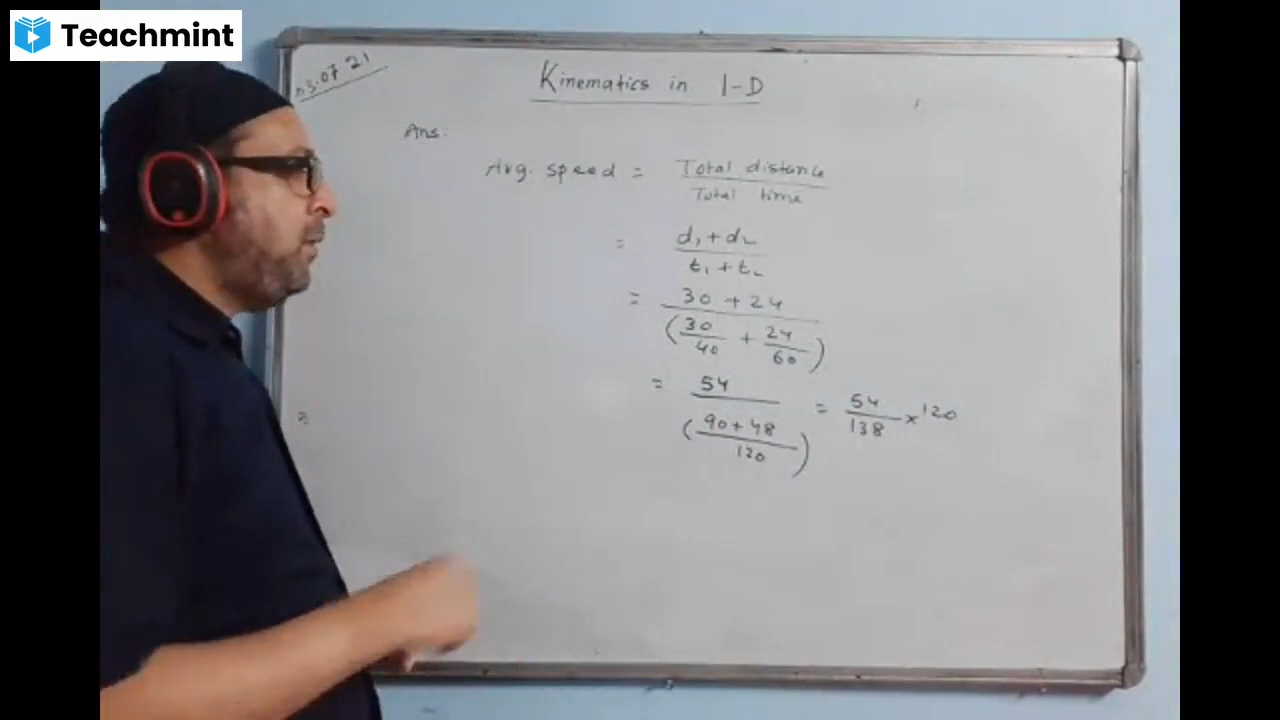 Teachmint
03.07.21
Kinematics in 1-D
Ans:
Avg. speed = Total distance / Total time
= d₁ + d₂ / t₁ + t₂
= 30 + 24 / (30/40 + 24/60)
= 54 / (90 + 48 / 120) = 54/138 × 120
=